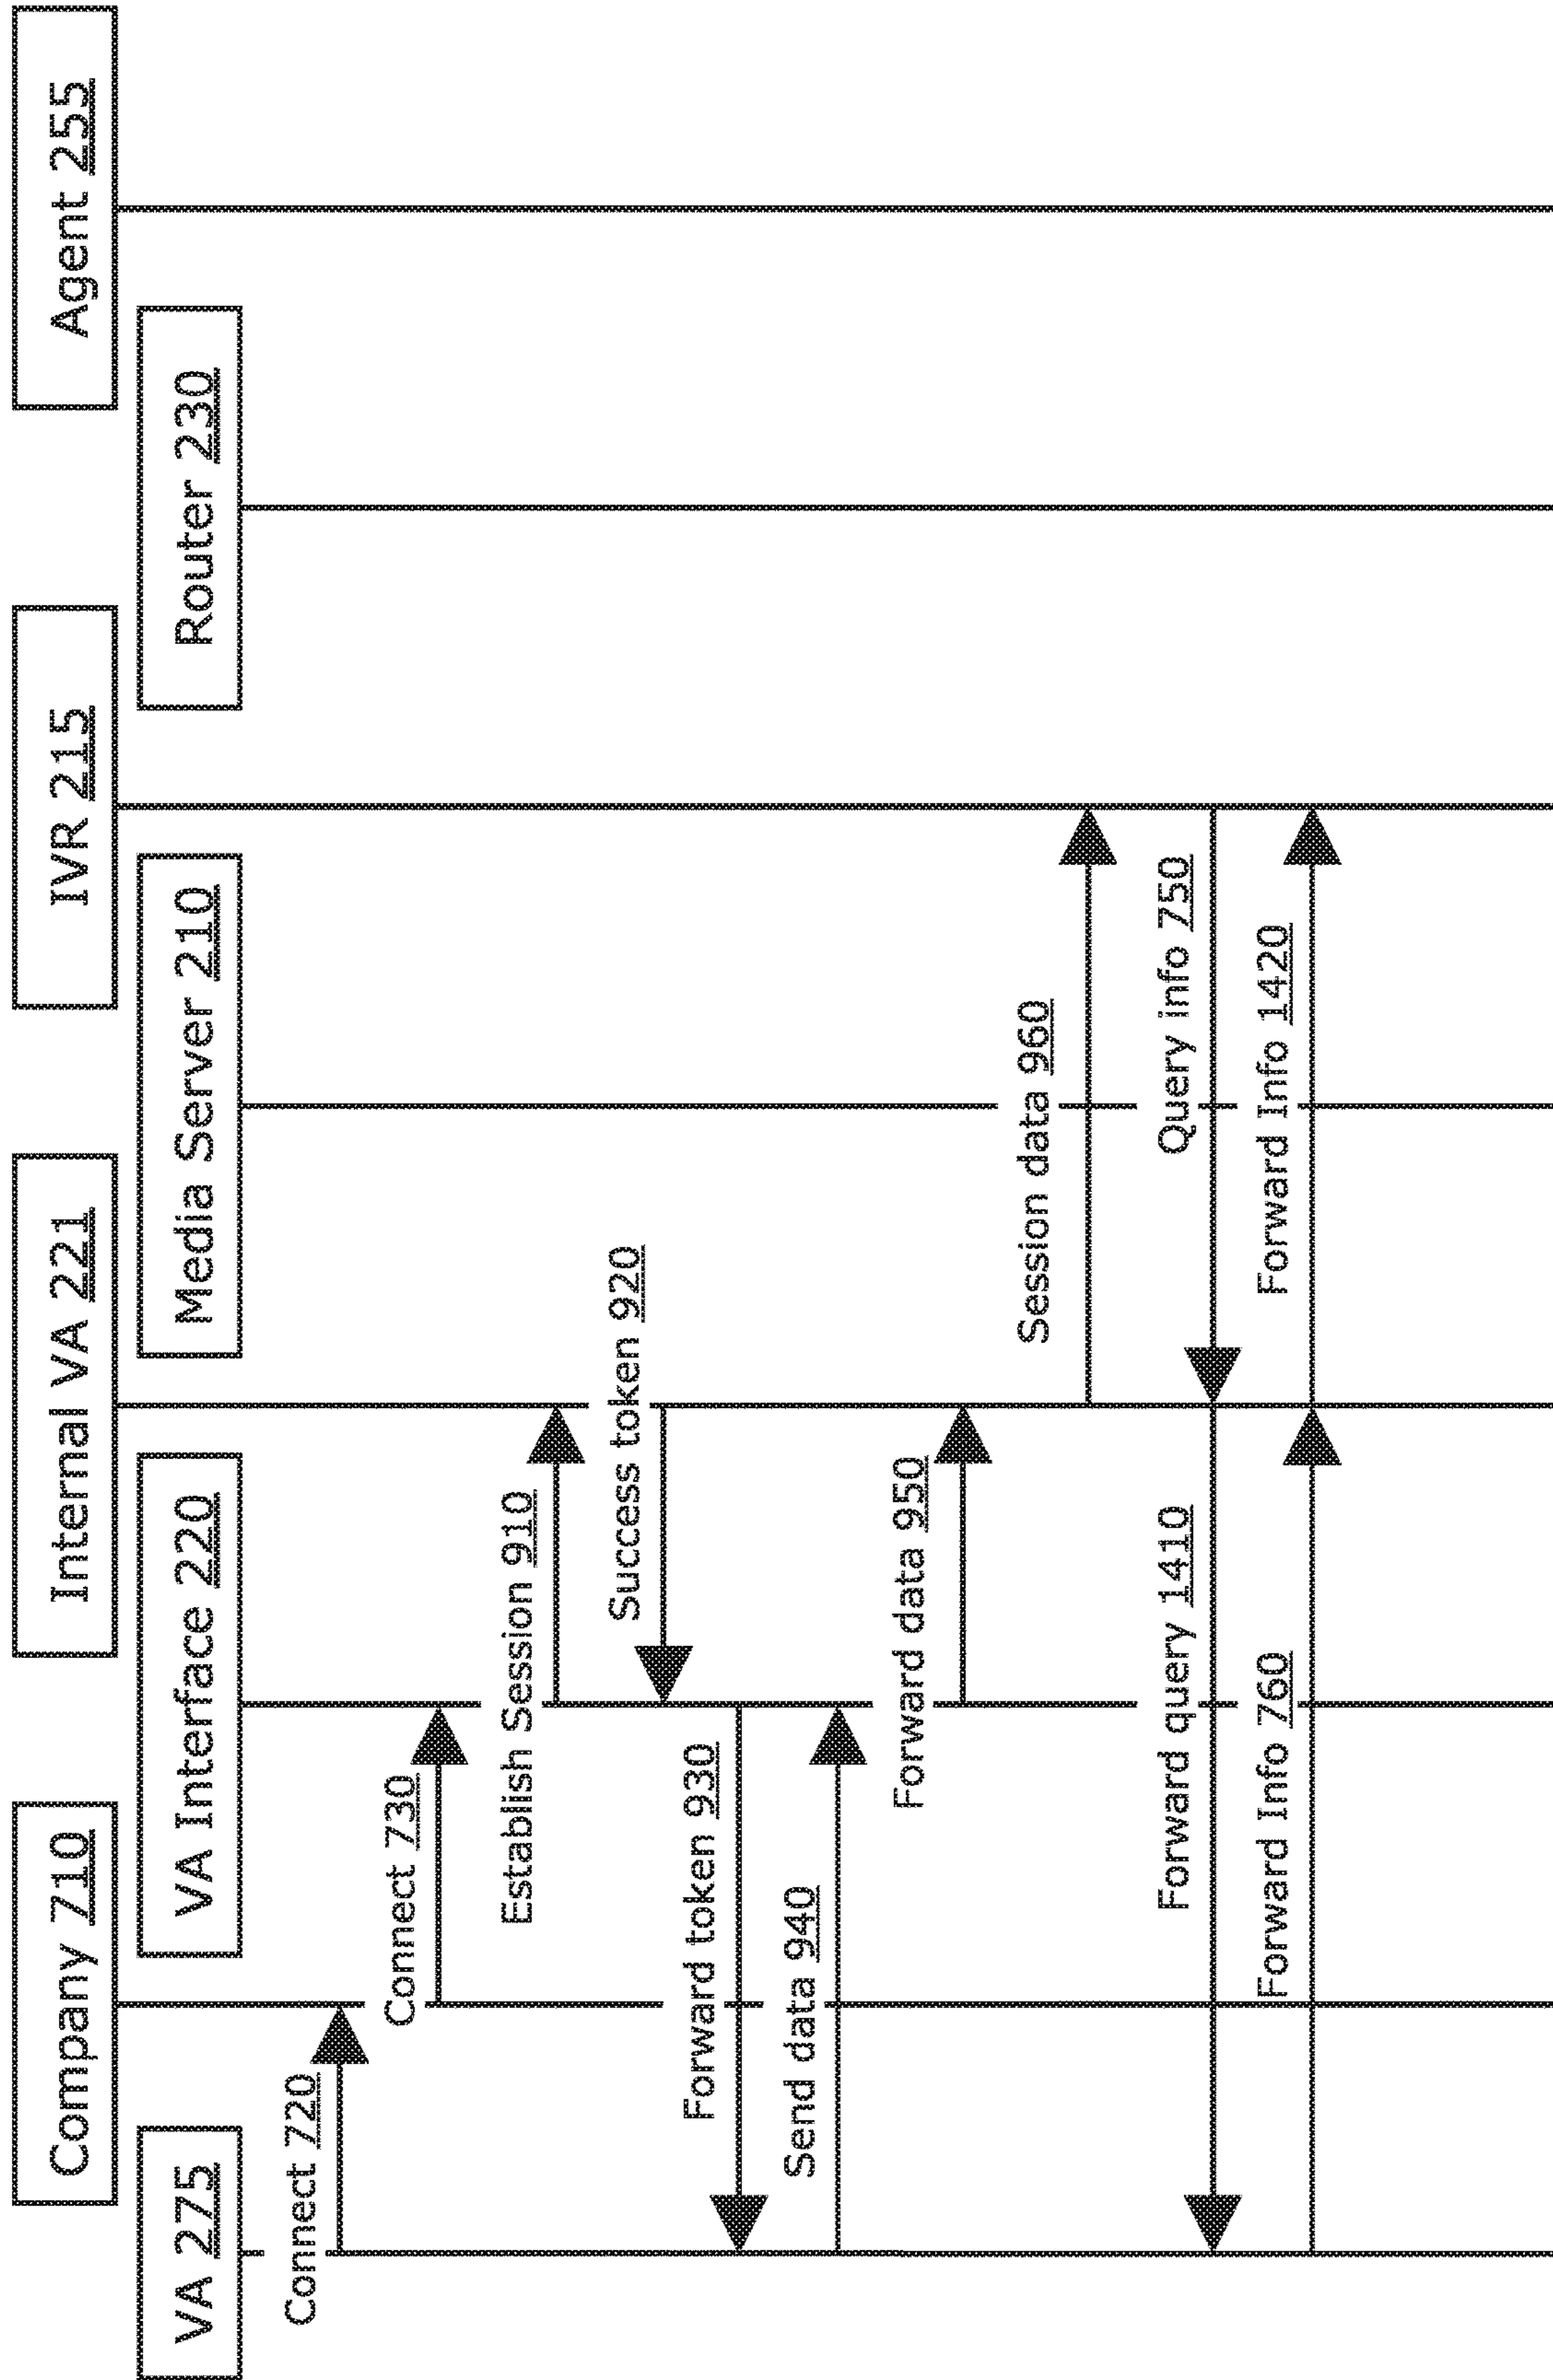 Company 710
Internal VA 221
IVR 215
Agent 255
VA 275
VA Interface 220
Media Server 210
Router 230
Connect 720
Connect 730
Establish Session 910
Success token 920
Forward token 930
Send data 940
Forward data 950
Session data 960
Forward query 1410
Query info 750
Forward Info 760
Forward Info 1420